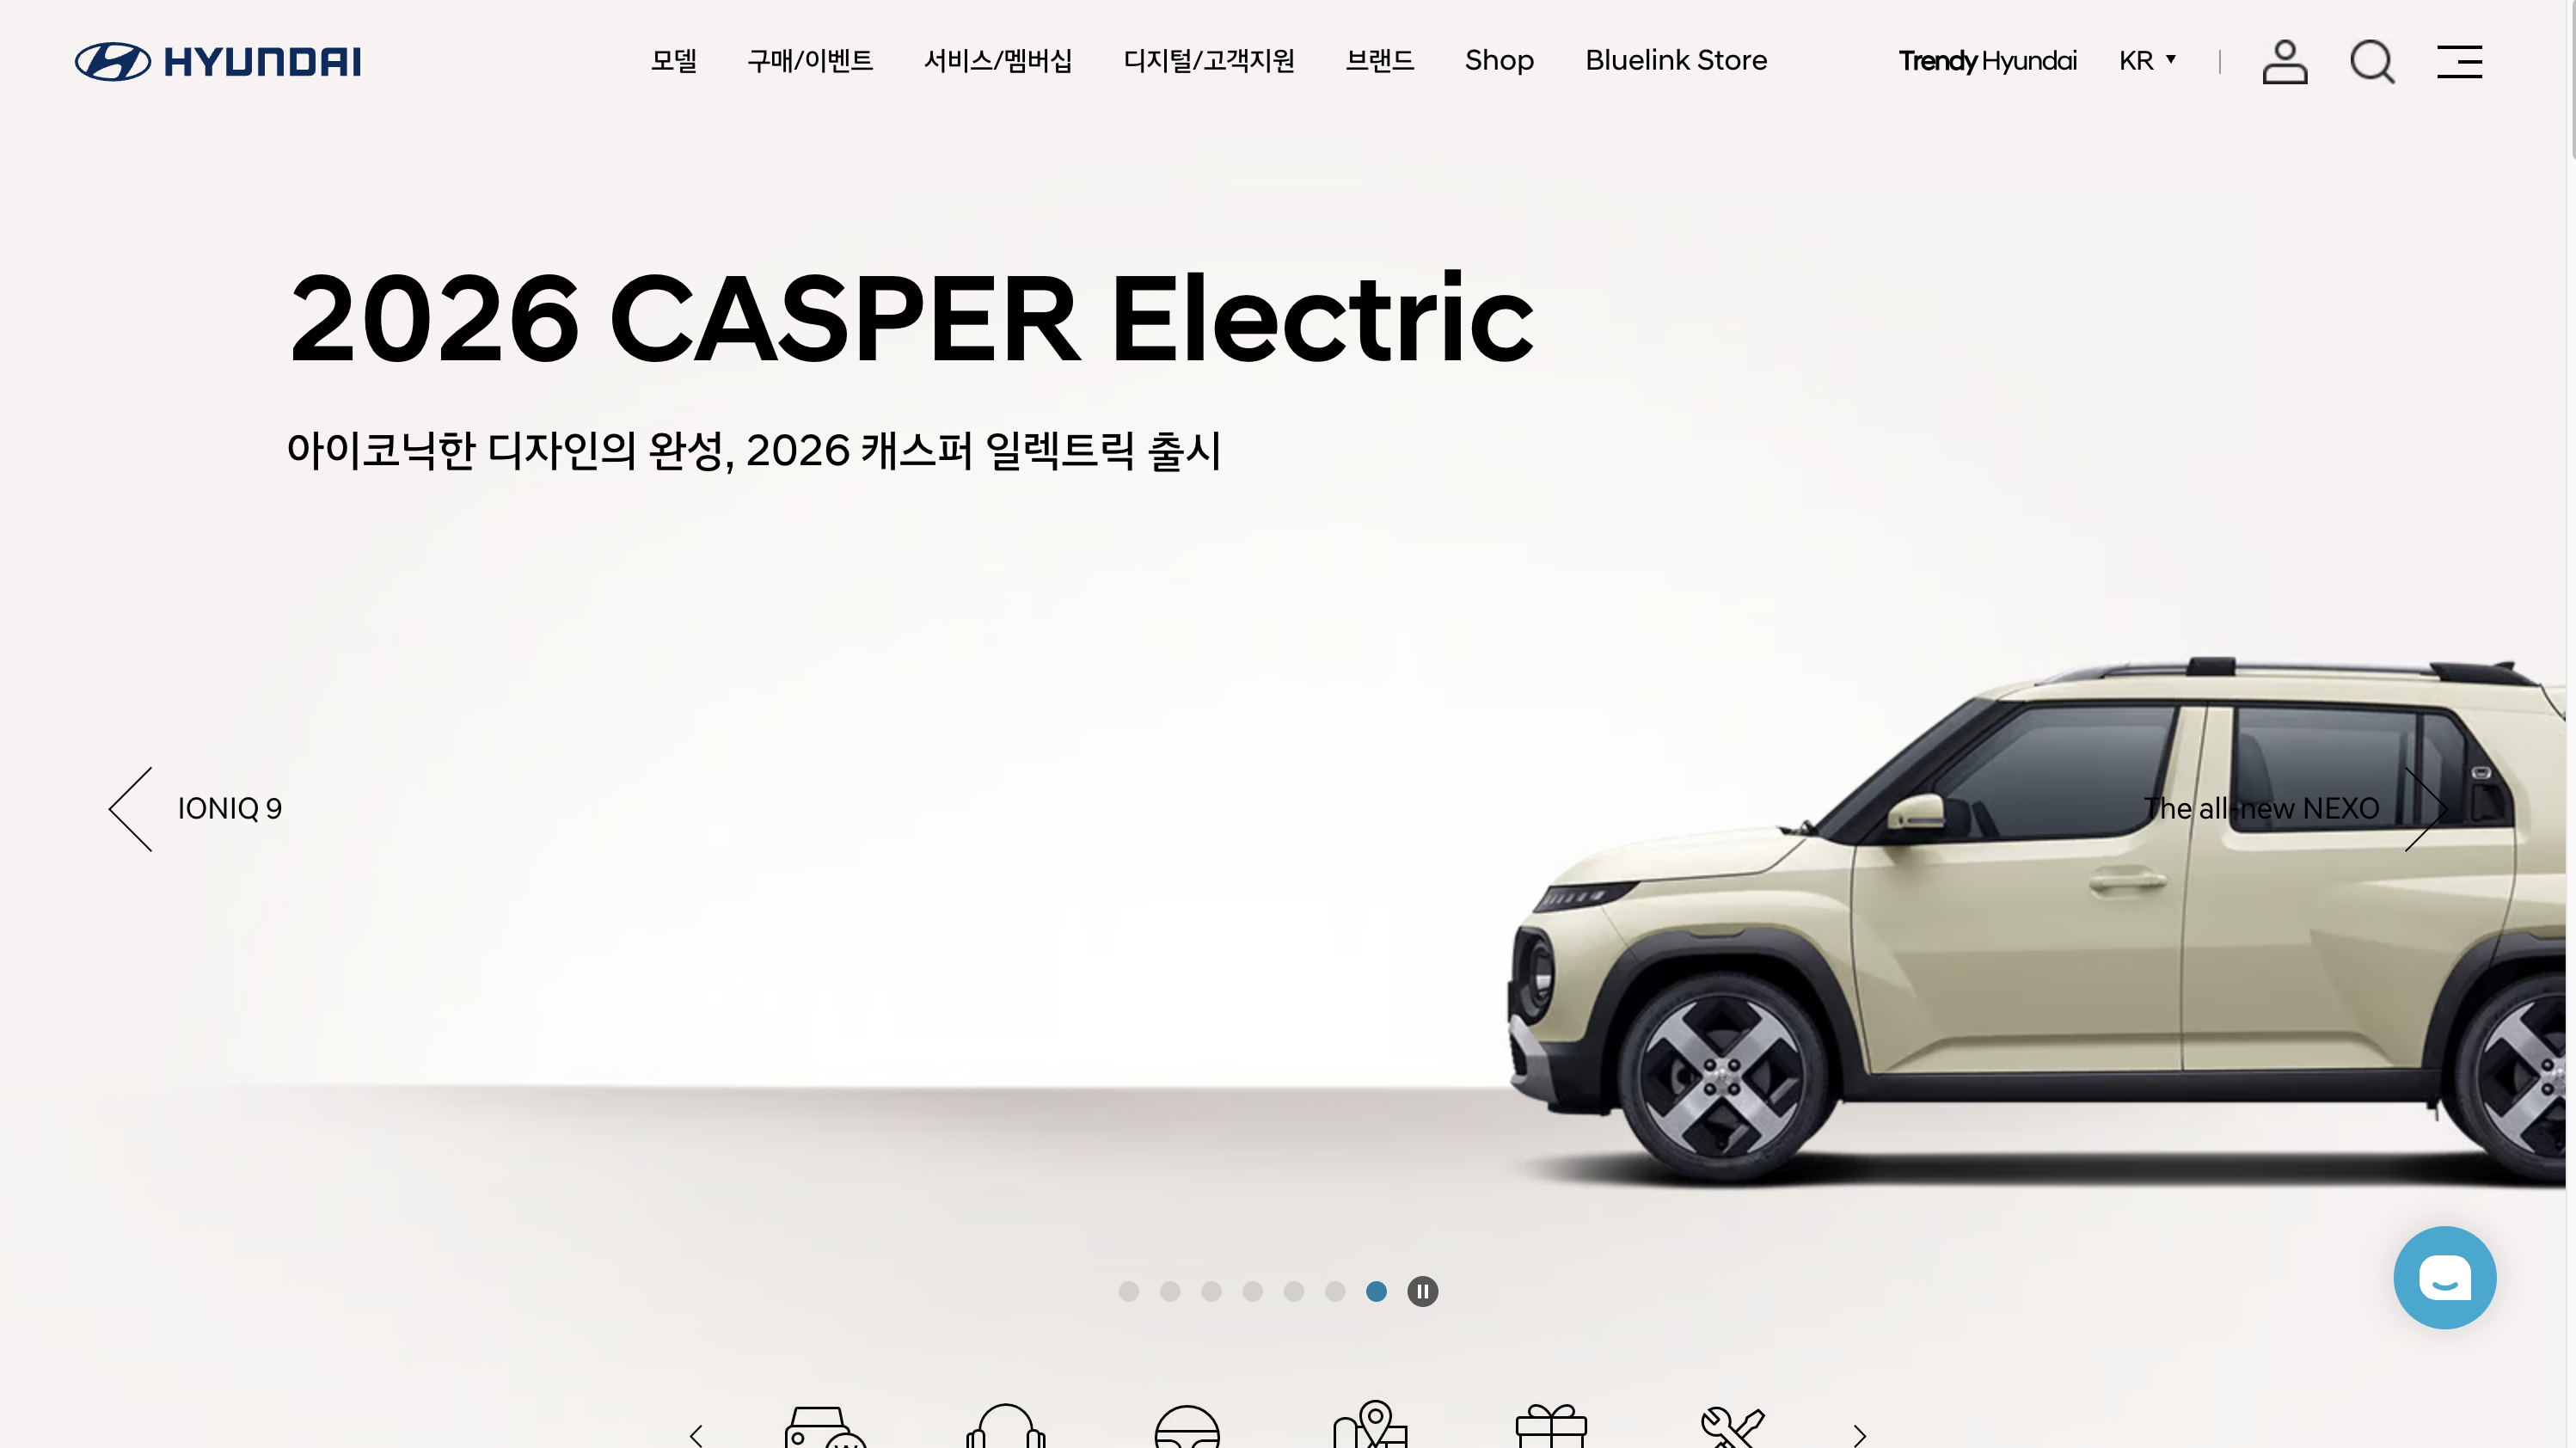 HYUNDAI
모델 구매/이벤트 서비스/멤버십 디지털/고객지원 브랜드 Shop Bluelink Store Trendy Hyundai KR
2026 CASPER Electric
아이코닉한 디자인의 완성, 2026 캐스퍼 일렉트릭 출시
IONIQ 9
The all-new NEXO